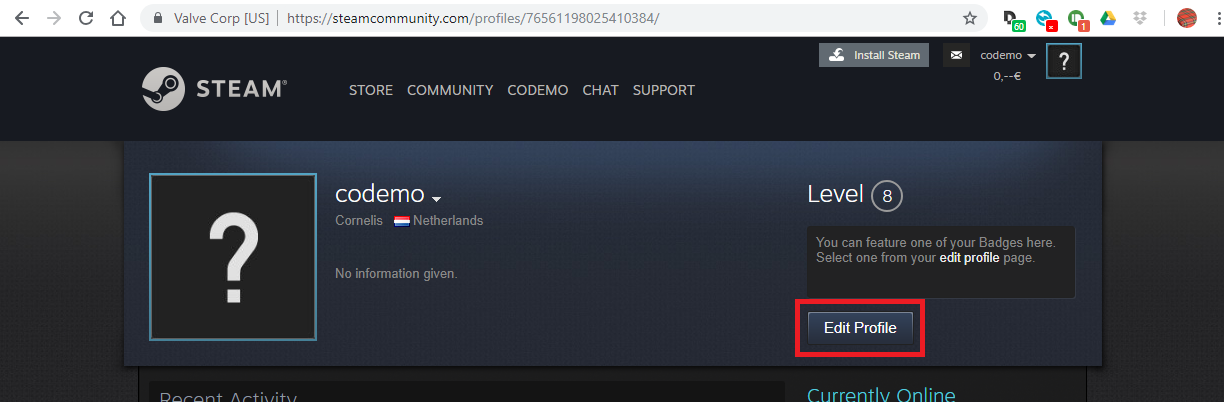 Valve Corp [US] | https://steamcommunity.com/profiles/76561198025410384/
60
1
Install Steam
codemo
0,--€
?
STEAM®
STORE COMMUNITY CODEMO CHAT SUPPORT
?
codemo
Cornelis Netherlands
No information given.
Level 8
You can feature one of your Badges here.
Select one from your edit profile page.
Edit Profile
Recent Activity
Currently Online